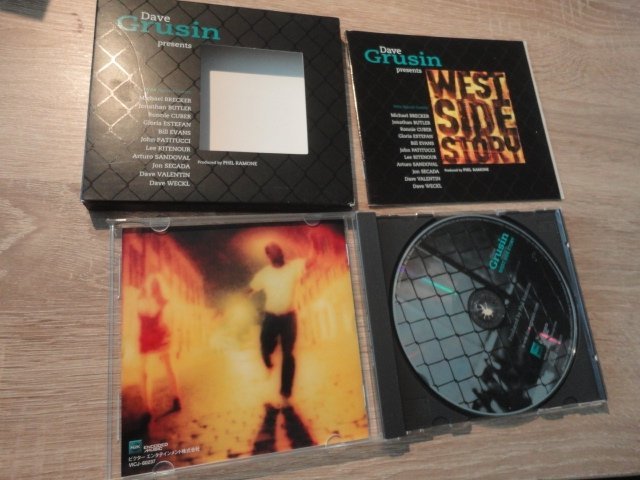 Dave
Grusin
presents
Michael BRECKER
Jonathan BUTLER
Ronnie CUBER
Gloria ESTEFAN
Bill EVANS
John PATITUCCI
Lee RITENOUR
Arturo SANDOVAL
Jon SECADA
Dave VALENTIN
Dave WECKL
Produced by PHIL RAMONE
Dave
Grusin
presents
WEST
SIDE
STORY
Michael BRECKER
Jonathan BUTLER
Ronnie CUBER
Gloria ESTEFAN
Bill EVANS
John PATITUCCI
Lee RITENOUR
Arturo SANDOVAL
Jon SECADA
Dave VALENTIN
Dave WECKL
Produced by PHIL RAMONE
ENCODED
MUSIC
ビクター エンタテインメント株式会社
VICJ-60237
Grusin